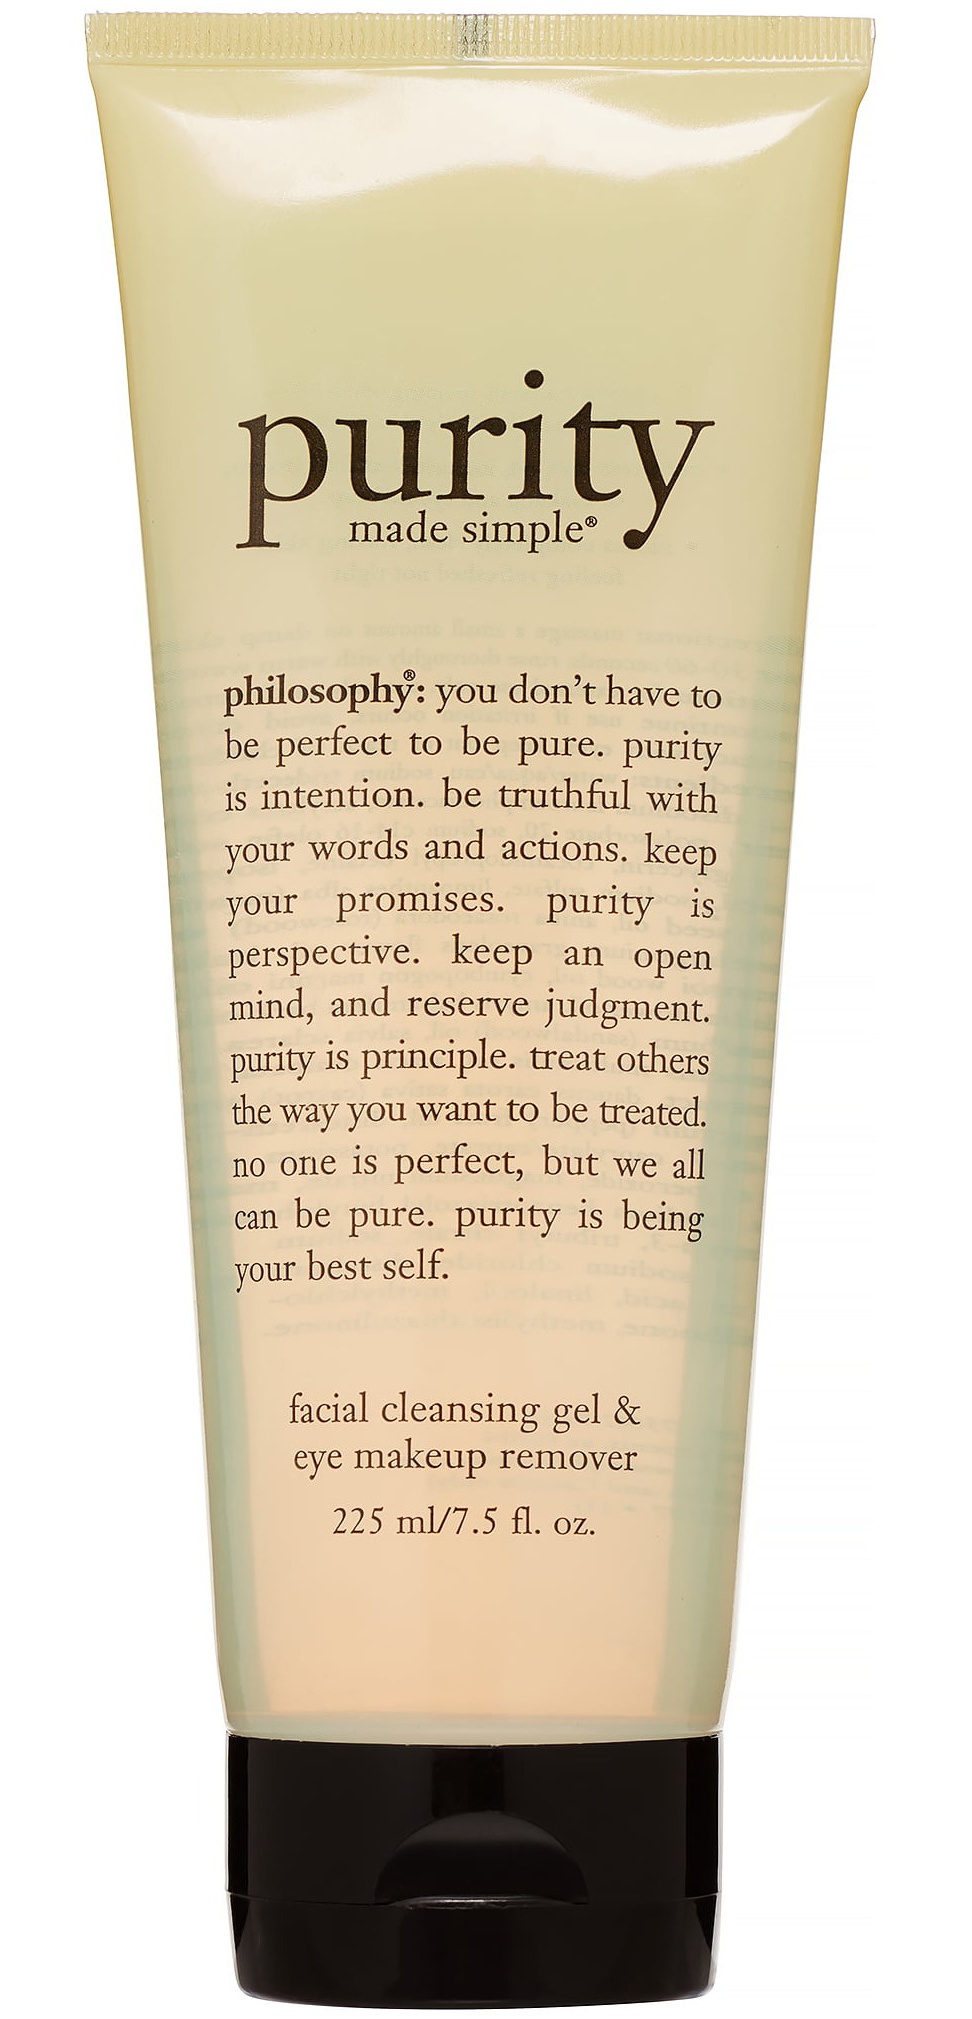 purity
made simple®
philosophy®: you don't have to
be perfect to be pure. purity
is intention. be truthful with
your words and actions. keep
your promises. purity is
perspective. keep an open
mind, and reserve judgment.
purity is principle. treat others
the way you want to be treated.
no one is perfect, but we all
can be pure. purity is being
your best self.
facial cleansing gel &
eye makeup remover
225 ml/7.5 fl. oz.